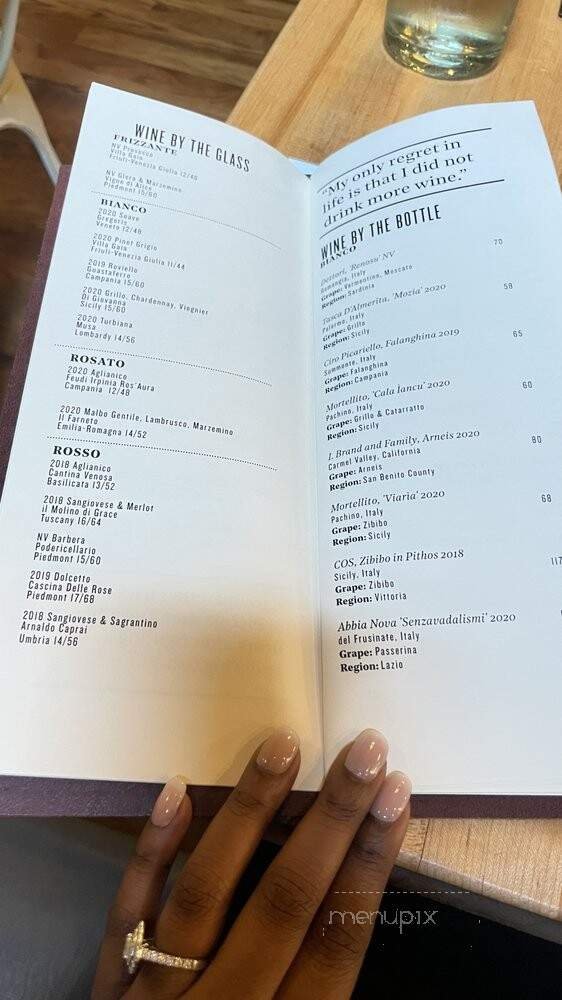 WINE BY THE GLASS
FRIZZANTE
NV Prosecco
Villa Gaia
Friuli-Venezia Giulia 12/48
NV Glera & Marzemino
Vigne di Alice
Piedmont 15/60
BIANCO
2020 Soave
Gregoris
Veneto 12/48
2020 Pinot Grigio
Villa Gaia
Friuli-Venezia Giulia 11/44
2019 Roviello
Guastaferro
Campania 15/60
2020 Grillo, Chardonnay, Viognier
Di Giovanna
Sicily 15/60
2020 Turbiana
Musa
Lombardy 14/56
ROSATO
2020 Aglianico
Feudi Irpinia Ros'Aura
Campania 12/48
2020 Malbo Gentile, Lambrusco, Marzemino
Il Farneto
Emilia-Romagna 14/52
ROSSO
2018 Aglianico
Cantina Venosa
Basilicata 13/52
2018 Sangiovese & Merlot
il Molino di Grace
Tuscany 16/64
NV Barbera
Podericellario
Piedmont 15/60
2019 Dolcetto
Cascina Delle Rose
Piedmont 17/68
2018 Sangiovese & Sagrantino
Arnaldo Caprai
Umbria 14/56
"My only regret in
life is that I did not
drink more wine."
WINE BY THE BOTTLE
BIANCO
Dettori, 'Renosu' NV 70
Romangia, Italy
Grape: Vermentino, Moscato
Region: Sardinia
Tasca D'Almerita, 'Mozia' 2020 58
Palermo, Italy
Grape: Grillo
Region: Sicily
Ciro Picariello, Falanghina 2019 65
Summonte, Italy
Grape: Falanghina
Region: Campania
Mortellito, 'Cala Iancu' 2020 60
Pachino, Italy
Grape: Grillo & Catarratto
Region: Sicily
I. Brand and Family, Arneis 2020 80
Carmel Valley, California
Grape: Arneis
Region: San Benito County
Mortellito, 'Viaria' 2020 68
Pachino, Italy
Grape: Zibibo
Region: Sicily
COS, Zibibo in Pithos 2018 117
Sicily, Italy
Grape: Zibibo
Region: Vittoria
Abbia Nova 'Senzavadalismi' 2020
del Frusinate, Italy
Grape: Passerina
Region: Lazio
menupix